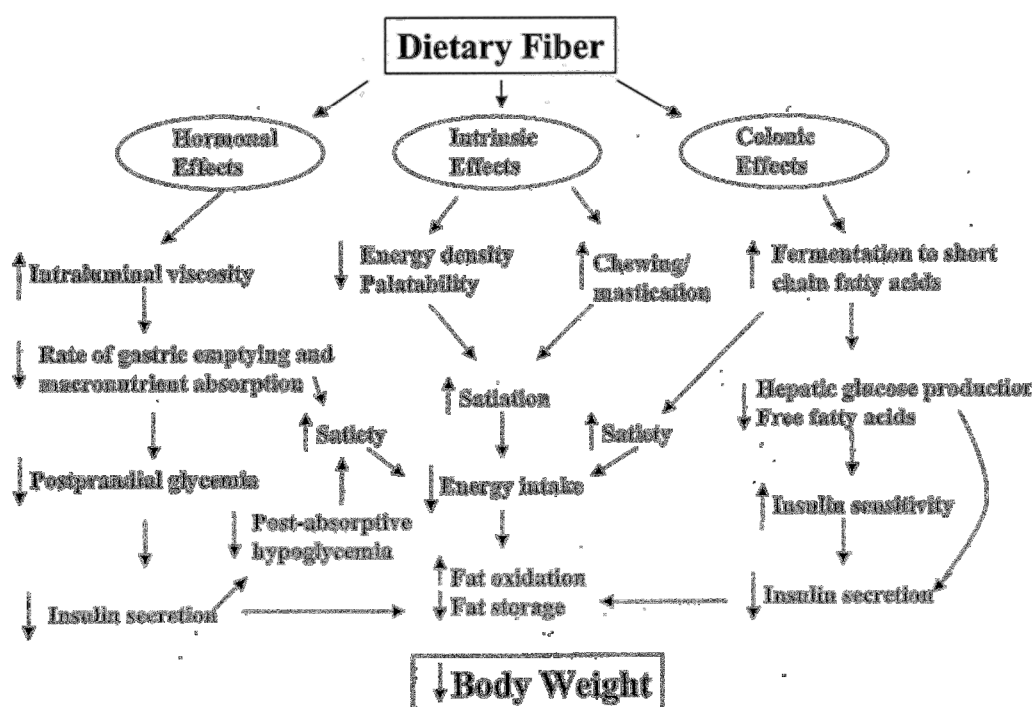 Dietary Fiber
Hormonal
Effects
Intrinsic
Effects
Colonic
Effects
↑ Intraluminal viscosity
↓ Energy density
Palatability
↑ Chewing/
mastication
↑ Fermentation to short
chain fatty acids
↓ Rate of gastric emptying and
macronutrient absorption
↑ Satiation
↓ Hepatic glucose production
Free fatty acids
↑ Satiety
↑ Satiety
↓ Postprandial glycemia
↓ Energy intake
↑ Insulin sensitivity
↓ Post-absorptive
hypoglycemia
↑ Fat oxidation
↓ Fat storage
↓ Insulin secretion
↓ Insulin secretion
↓ Body Weight